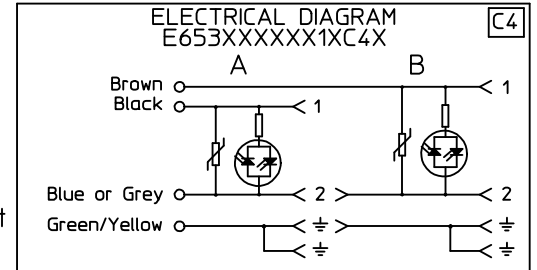 ELECTRICAL DIAGRAM
C4
E653XXXXXX1XC4X
A B
Brown 1
Black 1
Blue or Grey 2 2
Green/Yellow
t